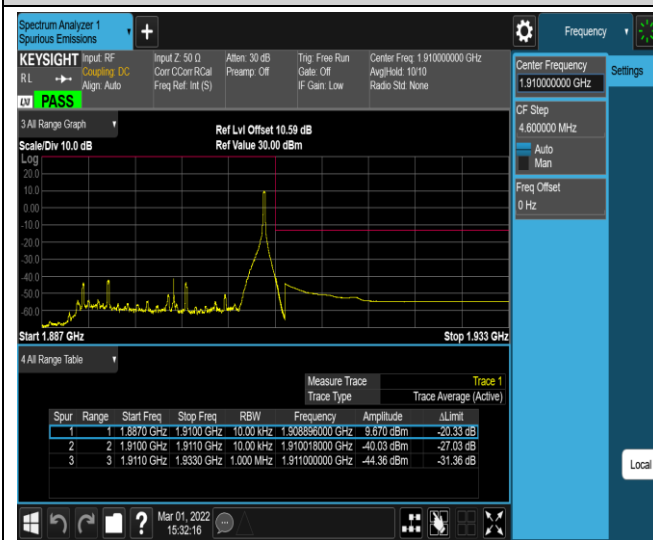 Spectrum Analyzer 1
Spurious Emissions
Frequency
KEYSIGHT
RL
Input: RF
Coupling: DC
Align: Auto
Input Z: 50 Ω
Corr CCorr RCal
Freq Ref: Int (S)
Atten: 30 dB
Preamp: Off
Trig: Free Run
Gate: Off
IF Gain: Low
Center Freq: 1.910000000 GHz
Avg|Hold: 10/10
Radio Std: None
LXI PASS
3 All Range Graph
Ref Lvl Offset 10.59 dB
Scale/Div 10.0 dB
Ref Value 30.00 dBm
Log
20.0
10.0
0.00
-10.0
-20.0
-30.0
-40.0
-50.0
-60.0
Start 1.887 GHz
Stop 1.933 GHz
4 All Range Table
Measure Trace Trace 1
Trace Type Trace Average (Active)
Spur Range Start Freq Stop Freq RBW Frequency Amplitude ΔLimit
1 1 1.8870 GHz 1.9100 GHz 10.00 kHz 1.908896000 GHz 9.670 dBm -20.33 dB
2 2 1.9100 GHz 1.9110 GHz 10.00 kHz 1.910018000 GHz -40.03 dBm -27.03 dB
3 3 1.9110 GHz 1.9330 GHz 1.000 MHz 1.911000000 GHz -44.36 dBm -31.36 dB
Center Frequency
1.910000000 GHz
Settings
CF Step
4.600000 MHz
Auto
Man
Freq Offset
0 Hz
Local
Mar 01, 2022
15:32:16